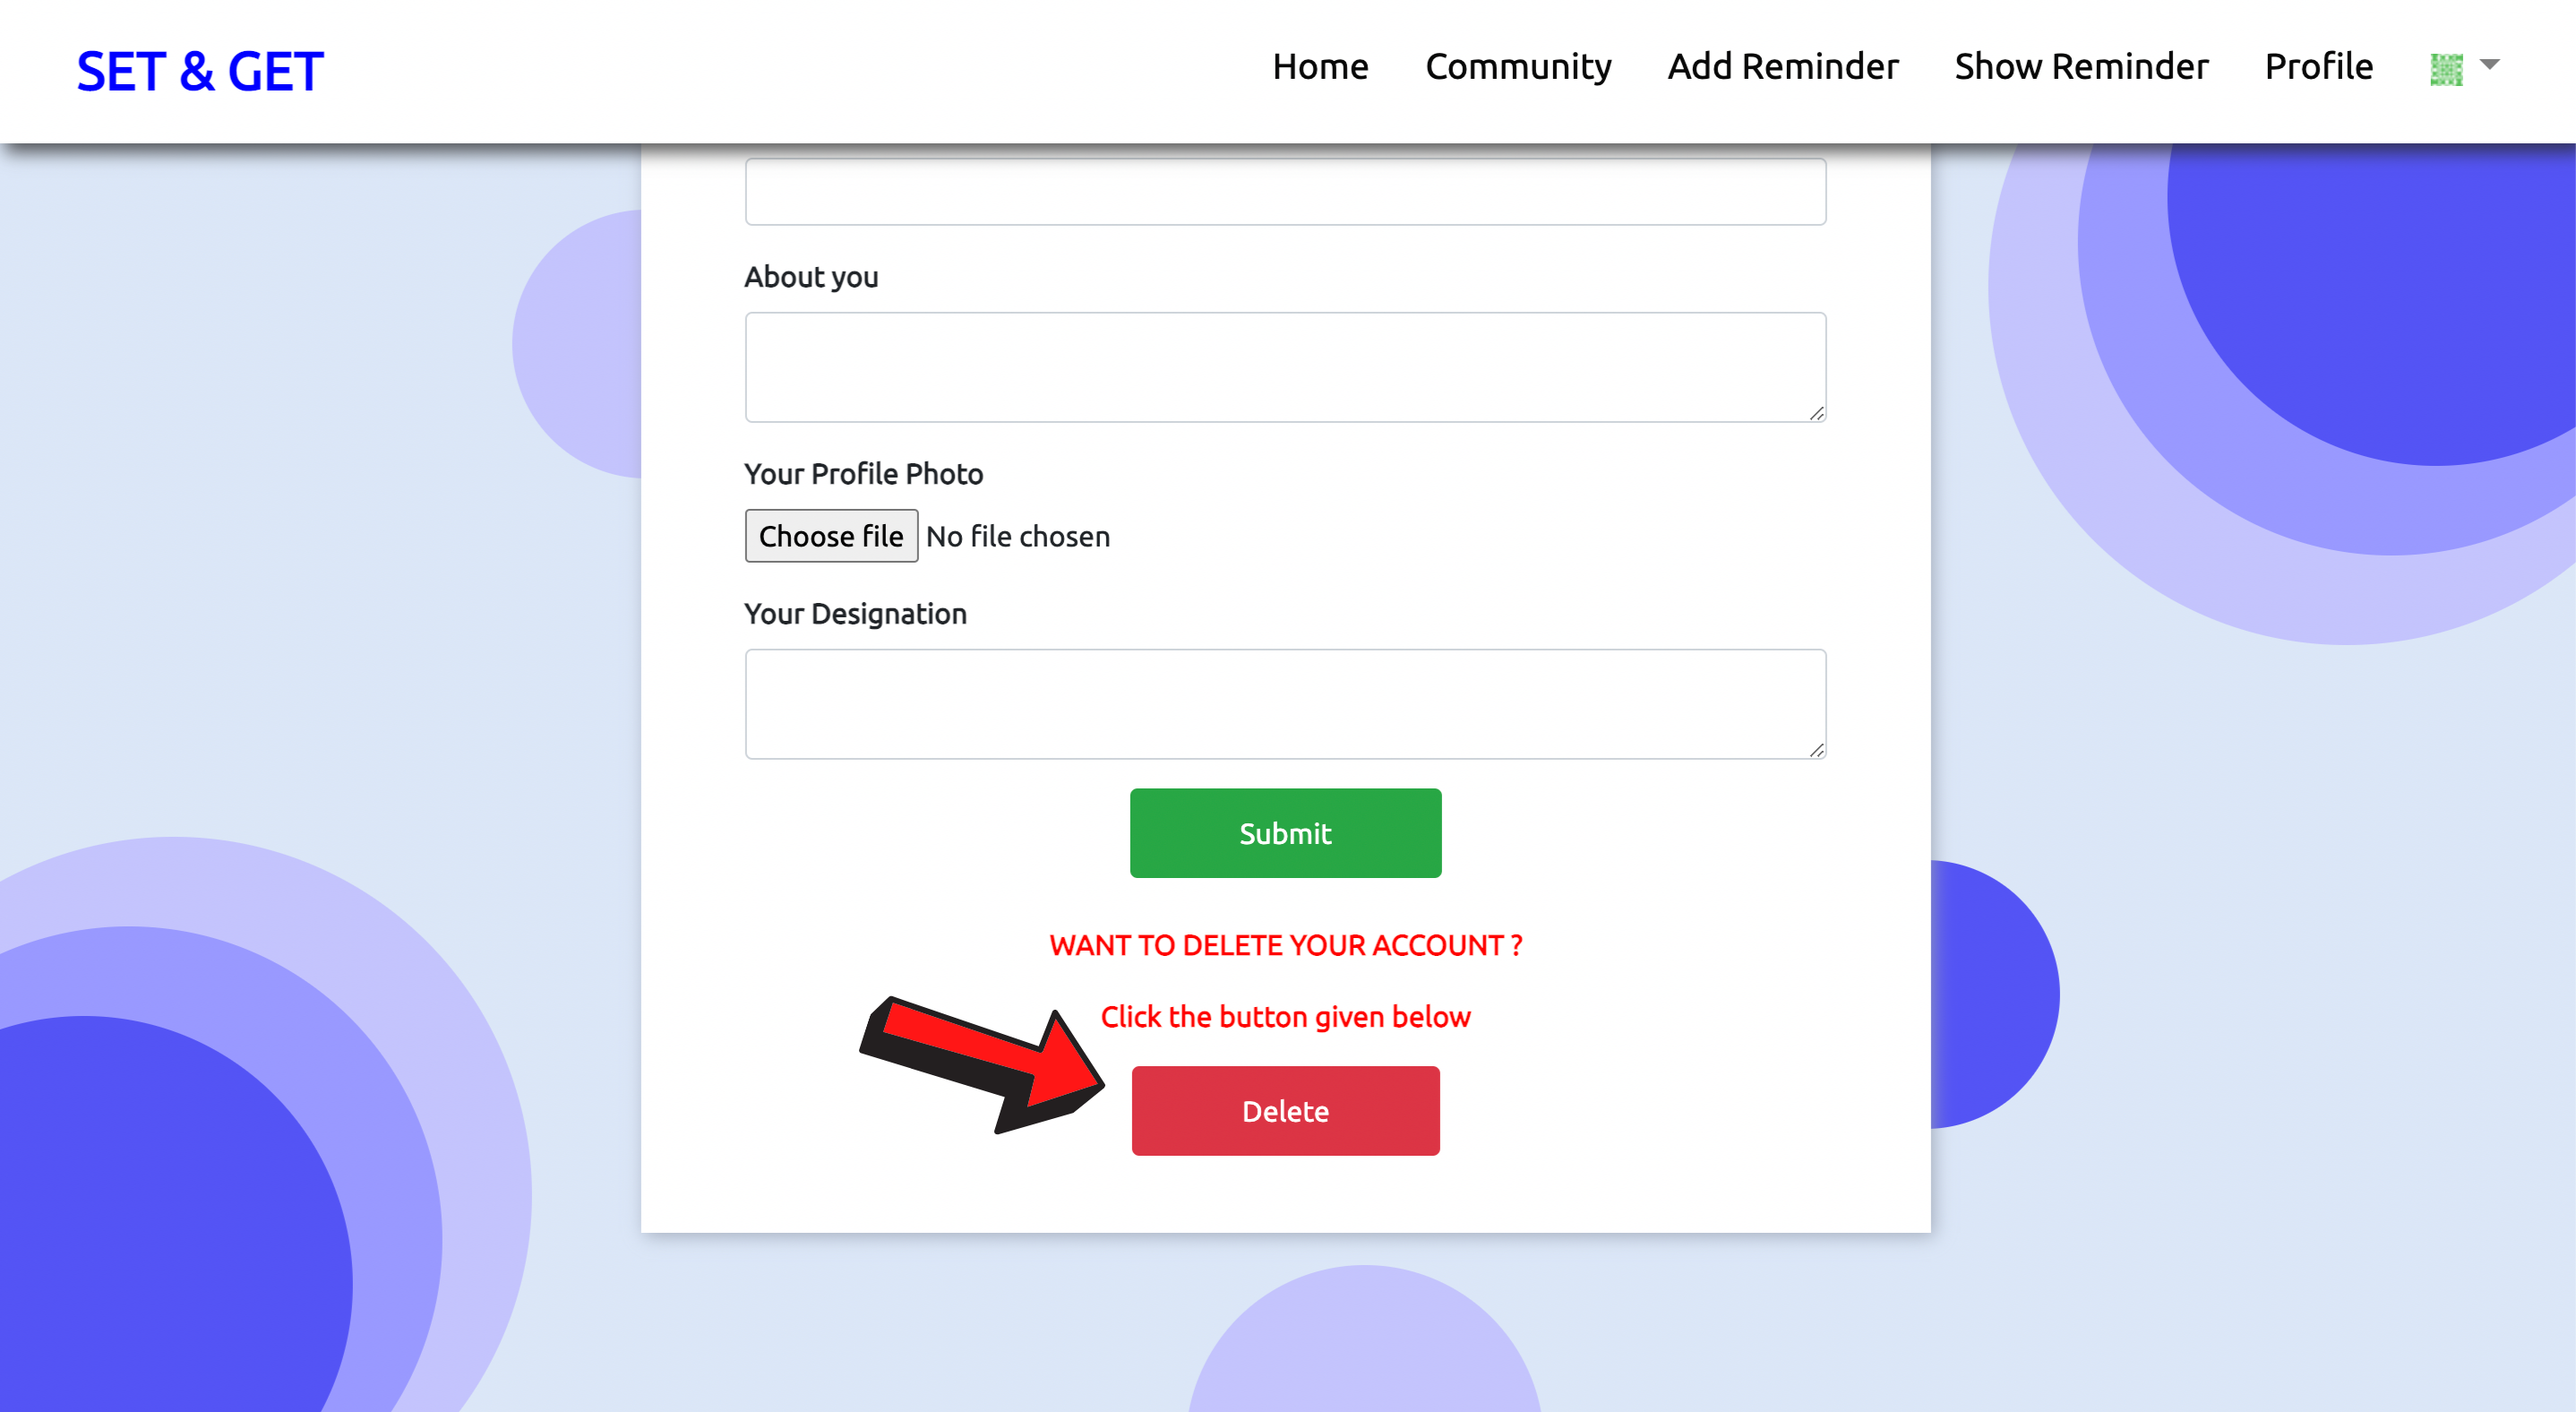 SET & GET
Home Community Add Reminder Show Reminder Profile
About you
Your Profile Photo
Choose file No file chosen
Your Designation
Submit
WANT TO DELETE YOUR ACCOUNT ?
Click the button given below
Delete